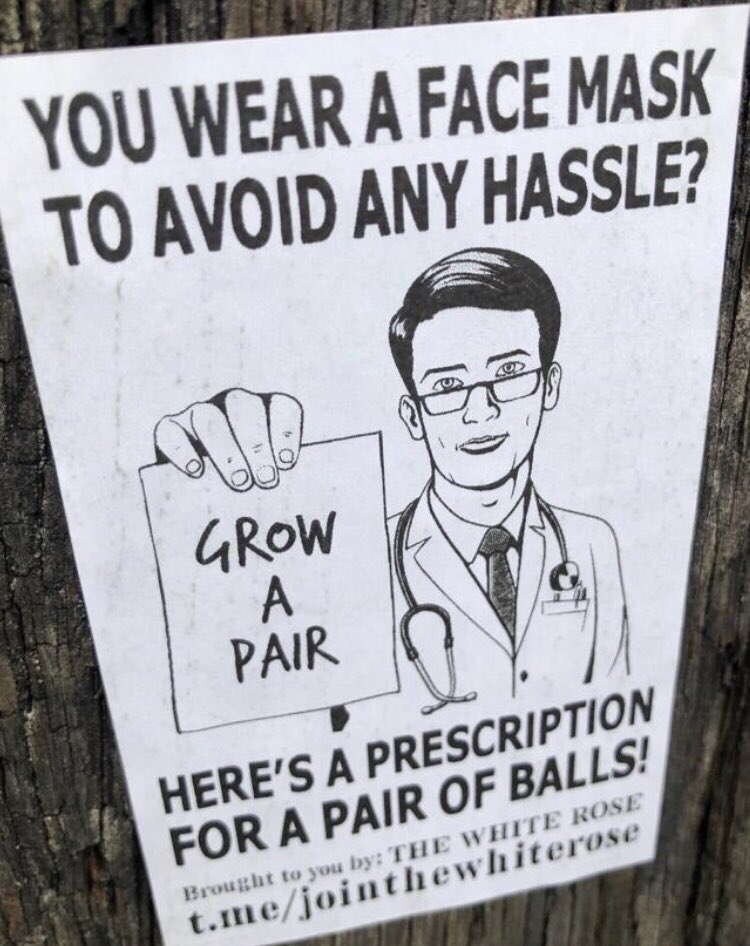 YOU WEAR A FACE MASK
TO AVOID ANY HASSLE?
GROW
A
PAIR
HERE'S A PRESCRIPTION
FOR A PAIR OF BALLS!
Brought to you by: THE WHITE ROSE
t.me/jointhewhiterose